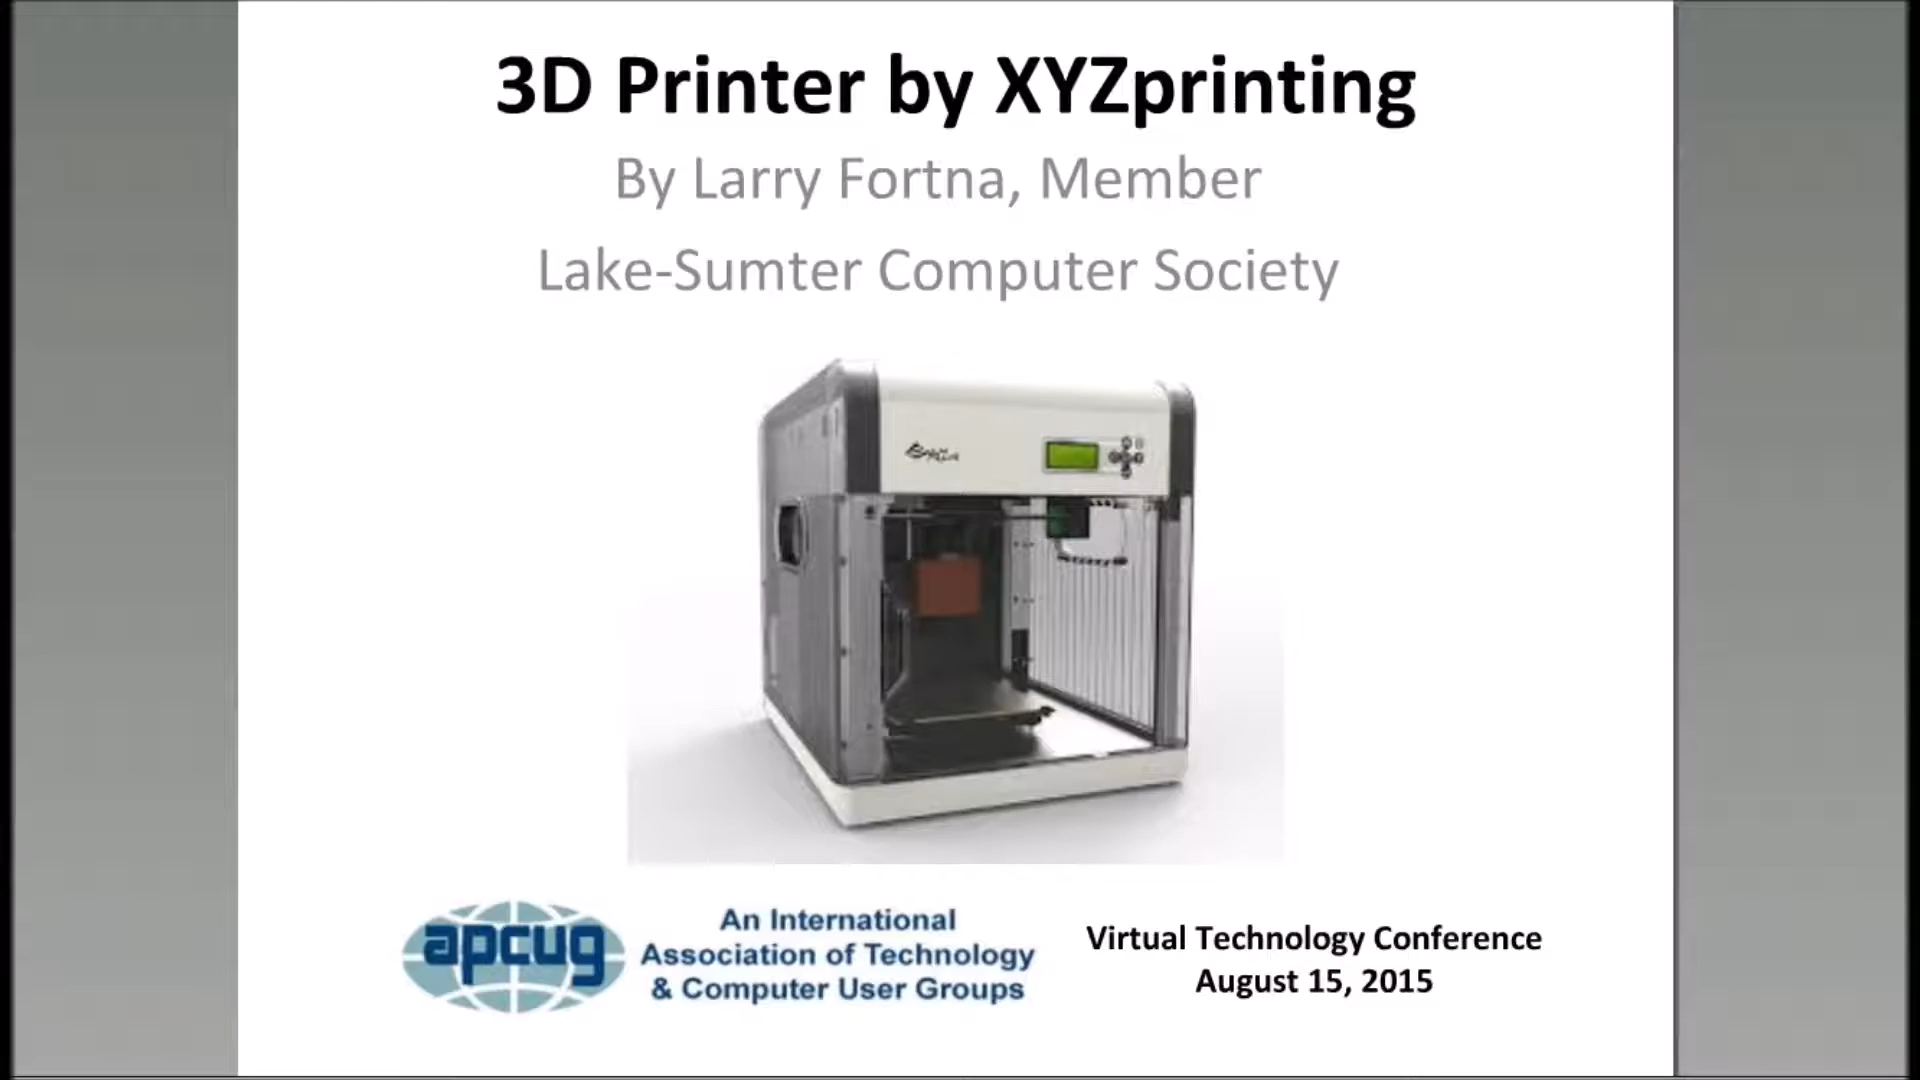 3D Printer by XYZprinting
By Larry Fortna, Member
Lake-Sumter Computer Society
apcug
An International
Association of Technology
& Computer User Groups
Virtual Technology Conference
August 15, 2015